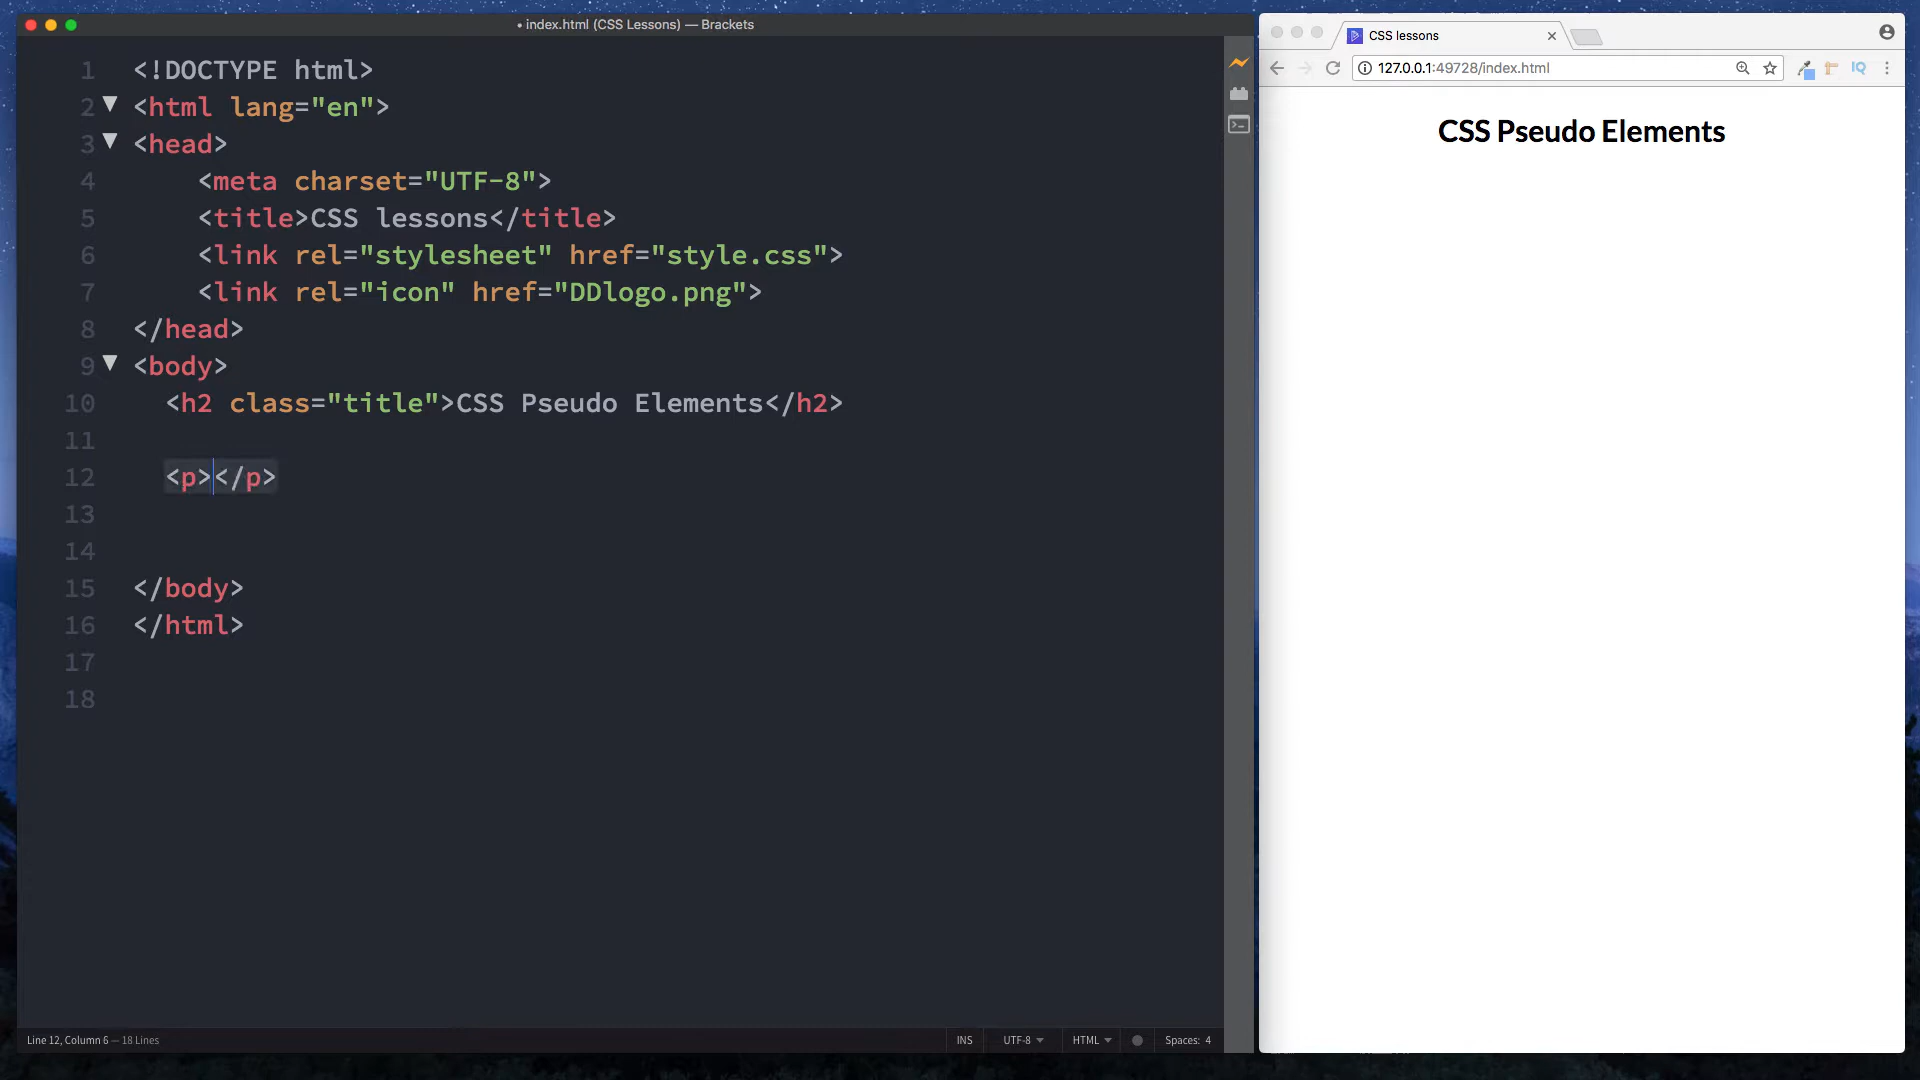 • index.html (CSS Lessons) — Brackets
1 <!DOCTYPE html>
2 <html lang="en">
3 <head>
4 <meta charset="UTF-8">
5 <title>CSS lessons</title>
6 <link rel="stylesheet" href="style.css">
7 <link rel="icon" href="DDlogo.png">
8 </head>
9 <body>
10 <h2 class="title">CSS Pseudo Elements</h2>
11
12 <p></p>
13
14
15 </body>
16 </html>
17
18
Line 12, Column 6 — 18 Lines
INS UTF-8 HTML Spaces: 4
CSS lessons
127.0.0.1:49728/index.html
IQ
CSS Pseudo Elements